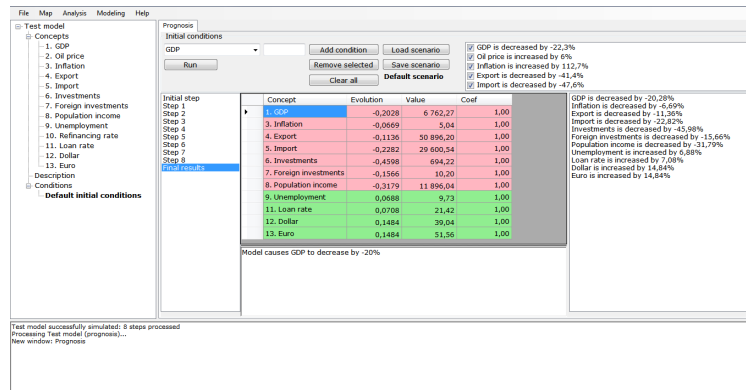 File Map Analysis Modeling Help
Test model
Concepts
1. GDP
2. Oil price
3. Inflation
4. Export
5. Import
6. Investments
7. Foreign investments
8. Population income
9. Unemployment
10. Refinancing rate
11. Loan rate
12. Dollar
13. Euro
Description
Conditions
Default initial conditions
Prognosis
Initial conditions
GDP Add condition Load scenario
Run Remove selected Save scenario
Clear all Default scenario
GDP is decreased by -22,3%
Oil price is increased by 6%
Inflation is increased by 112,7%
Export is decreased by -41,4%
Import is decreased by -47,6%
Initial step
Step 1
Step 2
Step 3
Step 4
Step 5
Step 6
Step 7
Step 8
Final results
Concept Evolution Value Coef
1. GDP -0,2028 6 762,27 1,00
3. Inflation -0,0669 5,04 1,00
4. Export -0,1136 50 896,20 1,00
5. Import -0,2282 29 600,54 1,00
6. Investments -0,4598 694,22 1,00
7. Foreign investments -0,1566 10,20 1,00
8. Population income -0,3179 11 896,04 1,00
9. Unemployment 0,0688 9,73 1,00
11. Loan rate 0,0708 21,42 1,00
12. Dollar 0,1484 39,04 1,00
13. Euro 0,1484 51,56 1,00
Model causes GDP to decrease by -20%
GDP is decreased by -20,28%
Inflation is decreased by -6,69%
Export is decreased by -11,36%
Import is decreased by -22,82%
Investments is decreased by -45,98%
Foreign investments is decreased by -15,66%
Population income is decreased by -31,79%
Unemployment is increased by 6,88%
Loan rate is increased by 7,08%
Dollar is increased by 14,84%
Euro is increased by 14,84%
Test model successfully simulated: 8 steps processed
Processing Test model (prognosis)...
New window: Prognosis